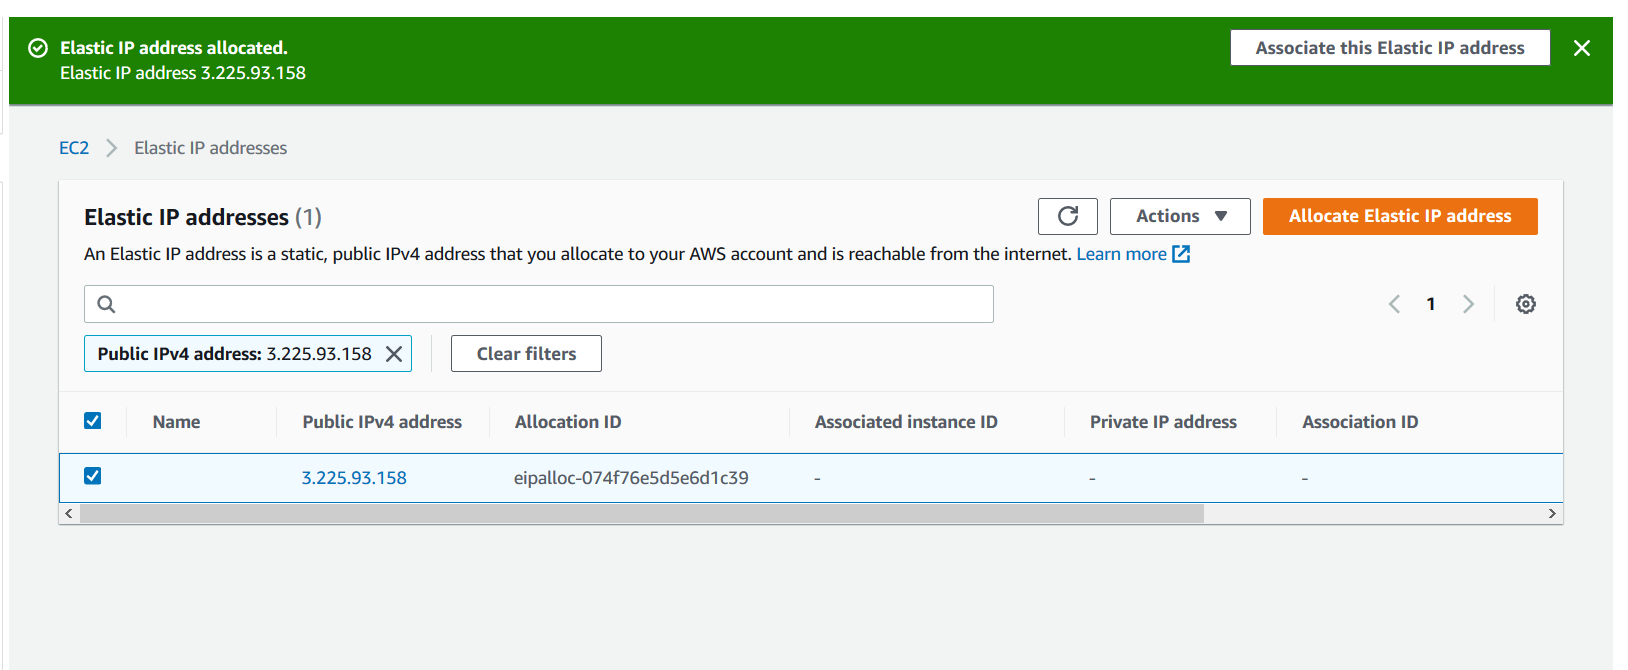 Elastic IP address allocated.
Elastic IP address 3.225.93.158
Associate this Elastic IP address
EC2 Elastic IP addresses
Elastic IP addresses (1)
Actions
Allocate Elastic IP address
An Elastic IP address is a static, public IPv4 address that you allocate to your AWS account and is reachable from the internet. Learn more
1
Public IPv4 address: 3.225.93.158
Clear filters
Name Public IPv4 address Allocation ID Associated instance ID Private IP address Association ID
3.225.93.158 eipalloc-074f76e5d5e6d1c39 - - -